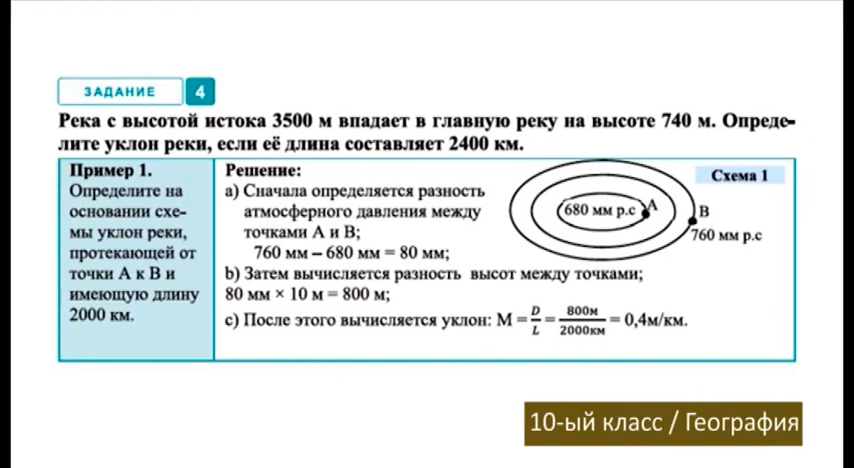 ЗАДАНИЕ 4
Река с высотой истока 3500 м впадает в главную реку на высоте 740 м. Опреде-
лите уклон реки, если её длина составляет 2400 км.
Пример 1.
Определите на
основании схе-
мы уклон реки,
протекающей от
точки А к В и
имеющую длину
2000 км.
Решение:
a) Сначала определяется разность
атмосферного давления между
точками А и В;
760 мм – 680 мм = 80 мм;
b) Затем вычисляется разность высот между точками;
80 мм × 10 м = 800 м;
c) После этого вычисляется уклон: M = D/L = 800м/2000км = 0,4м/км.
Схема 1
680 мм р.с
А
В
760 мм р.с
10-ый класс / География